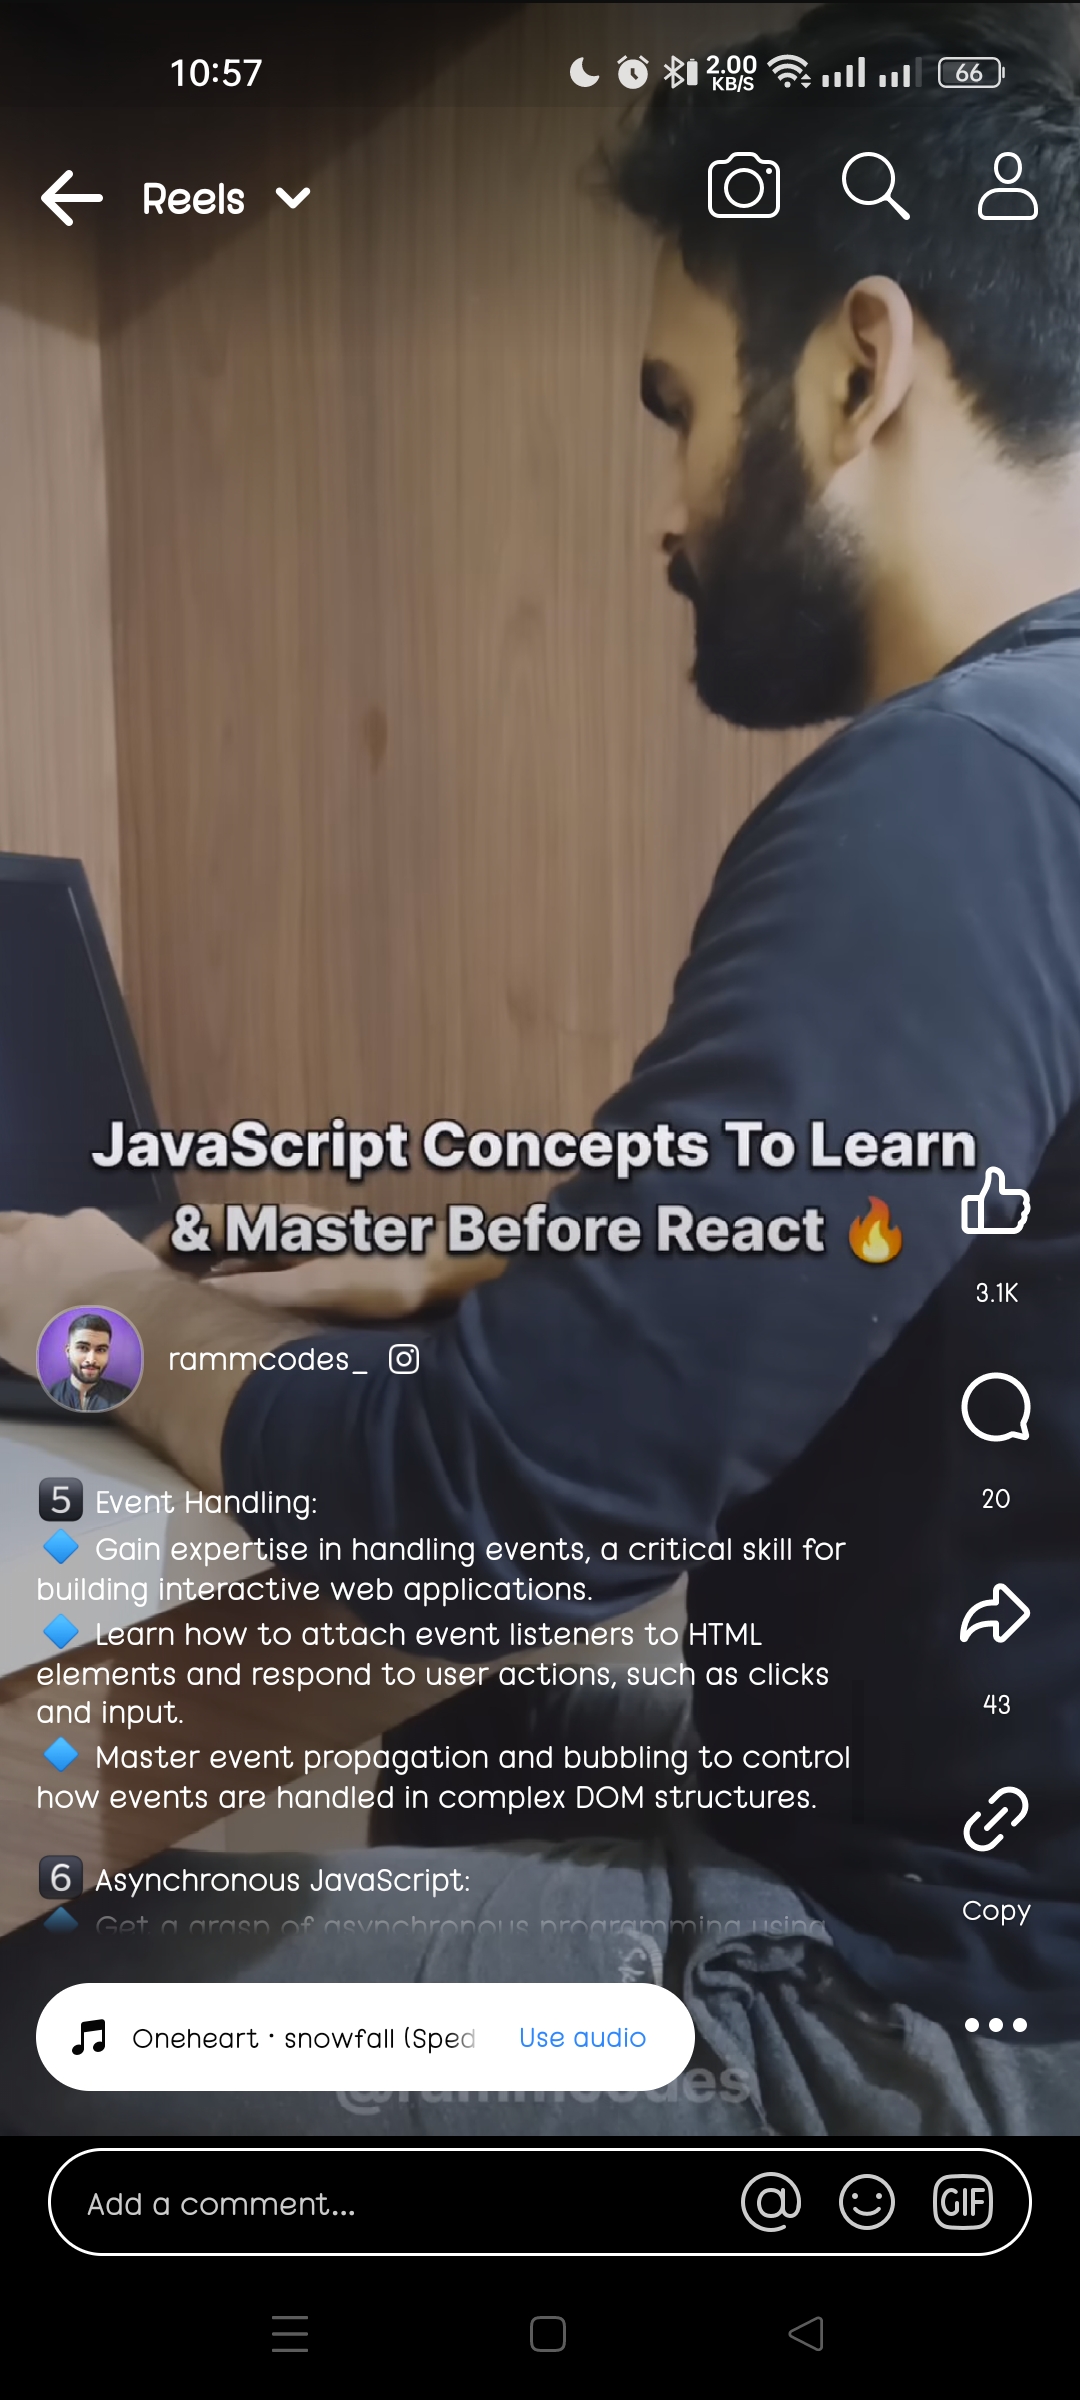 10:57
2.00
KB/S
66
Reels
JavaScript Concepts To Learn
& Master Before React 🔥
3.1K
rammcodes_
20
5 Event Handling:
🔷 Gain expertise in handling events, a critical skill for
building interactive web applications.
🔷 Learn how to attach event listeners to HTML
elements and respond to user actions, such as clicks
and input.
43
🔷 Master event propagation and bubbling to control
how events are handled in complex DOM structures.
6 Asynchronous JavaScript:
🔷 Get a grasp of asynchronous programming using
Copy
Oneheart · snowfall (Sped
Use audio
@rammcodes
Add a comment...
GIF